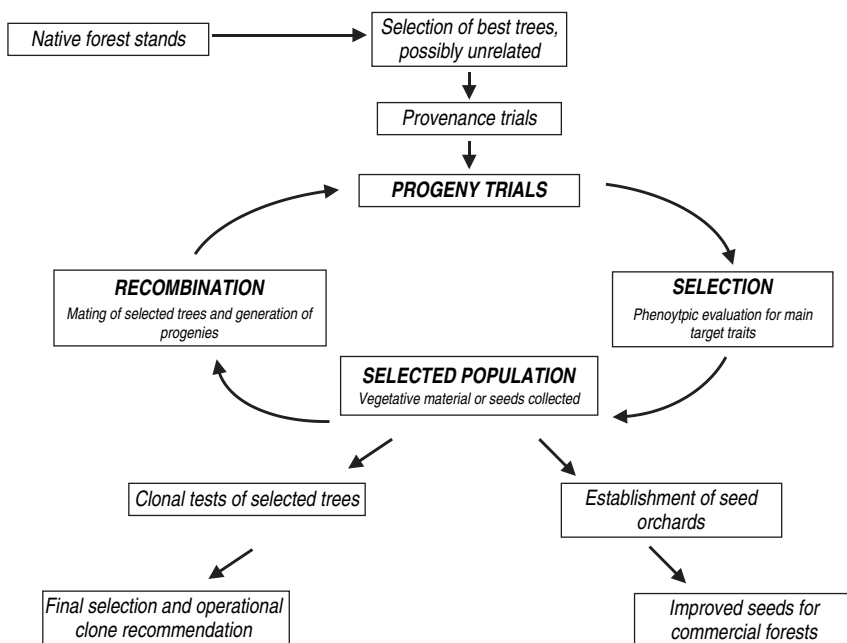 Native forest stands
Selection of best trees,
possibly unrelated
Provenance trials
PROGENY TRIALS
RECOMBINATION
Mating of selected trees and generation of
progenies
SELECTION
Phenoytpic evaluation for main
target traits
SELECTED POPULATION
Vegetative material or seeds collected
Clonal tests of selected trees
Establishment of seed
orchards
Final selection and operational
clone recommendation
Improved seeds for
commercial forests